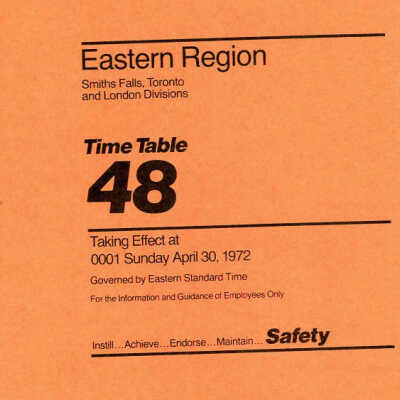 Eastern Region
Smiths Falls, Toronto
and London Divisions
Time Table
48
Taking Effect at
0001 Sunday April 30, 1972
Governed by Eastern Standard Time
For the Information and Guidance of Employees Only
Instill...Achieve...Endorse...Maintain... Safety